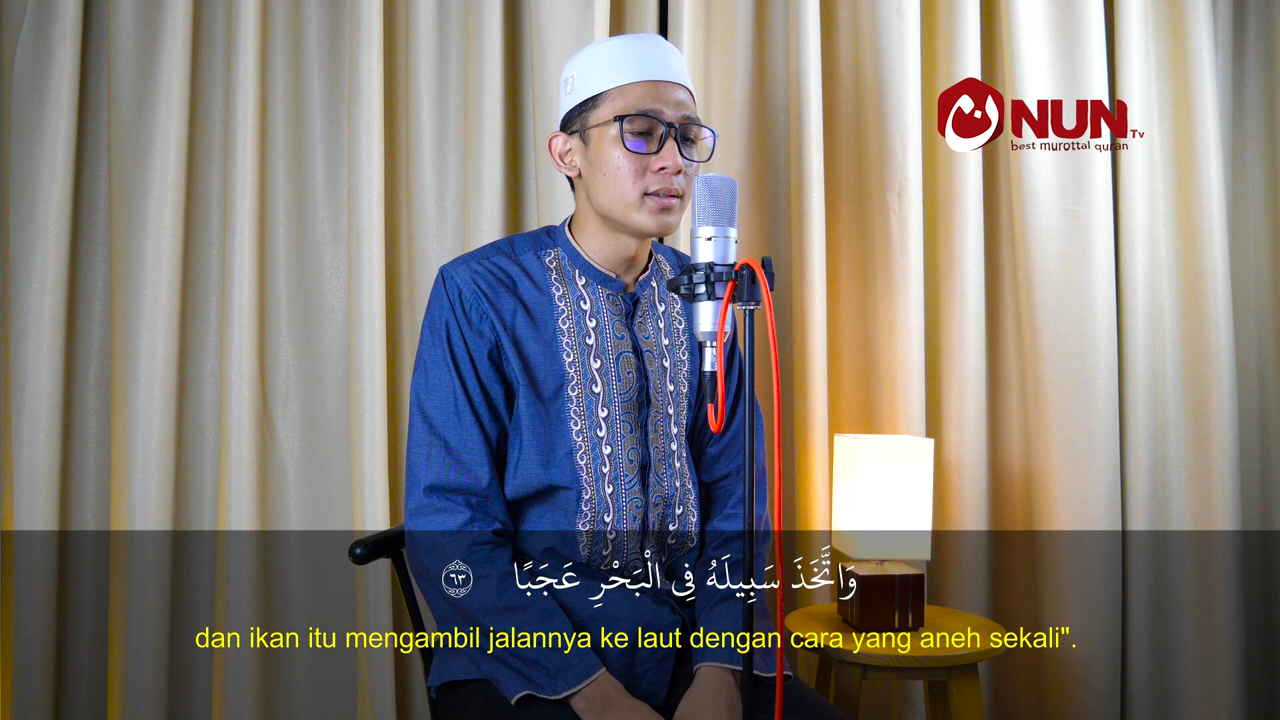 ن NUN Tv
best murottal quran
وَاتَّخَذَ سَبِيلَهُ فِى الْبَحْرِ عَجَبًا ٦٣
dan ikan itu mengambil jalannya ke laut dengan cara yang aneh sekali".